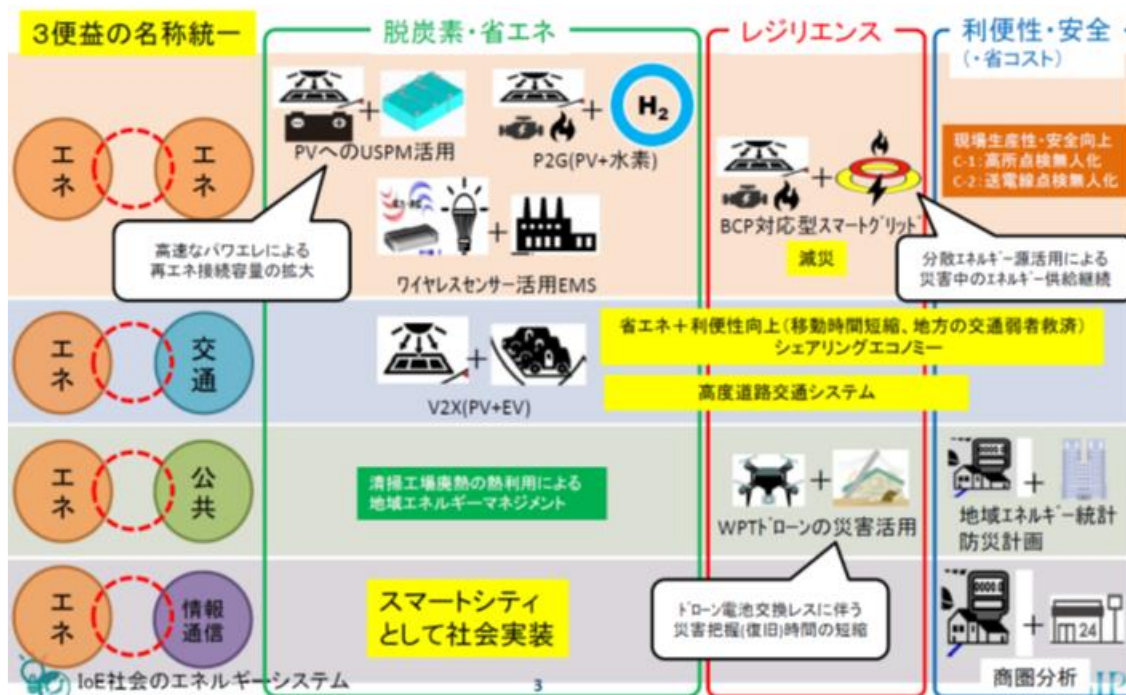 3便益の名称統一
脱炭素・省エネ
レジリエンス
利便性・安全
(・省コスト)
エネ
エネ
PVへのUSPM活用
H₂
P2G(PV+水素)
高速なパワエレによる
再エネ接続容量の拡大
ワイヤレスセンサー活用EMS
BCP対応型スマートグリッド
減災
現場生産性・安全向上
C-1:高所点検無人化
C-2:送電線点検無人化
分散エネルギー源活用による
災害中のエネルギー供給継続
エネ
交通
V2X(PV+EV)
省エネ+利便性向上(移動時間短縮、地方の交通弱者救済)
シェアリングエコノミー
高度道路交通システム
エネ
公共
清掃工場廃熱の熱利用による
地域エネルギーマネジメント
WPTドローンの災害活用
地域エネルギー統計
防災計画
エネ
情報
通信
スマートシティ
として社会実装
ドローン電池交換レスに伴う
災害把握(復旧)時間の短縮
24
商圏分析
IoE社会のエネルギーシステム
3